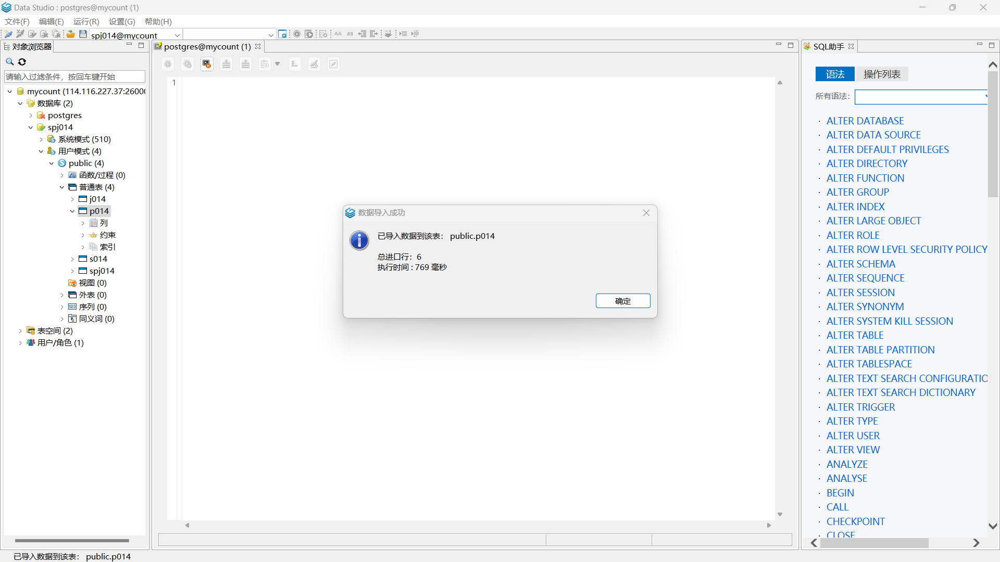 Data Studio : postgres@mycount (1)
文件(F) 编辑(E) 运行(R) 设置(G) 帮助(H)
spj014@mycount
对象浏览器
请输入过滤条件，按回车键开始
mycount (114.116.227.37:2600
数据库 (2)
postgres
spj014
系统模式 (510)
用户模式 (4)
public (4)
函数/过程 (0)
普通表 (4)
j014
p014
列
约束
索引
s014
spj014
视图 (0)
外表 (0)
序列 (0)
同义词 (0)
表空间 (2)
用户/角色 (1)
postgres@mycount (1)
1
数据导入成功
已导入数据到该表： public.p014
总进口行：6
执行时间 : 769 毫秒
确定
SQL助手
语法 操作列表
所有语法:
· ALTER DATABASE
· ALTER DATA SOURCE
· ALTER DEFAULT PRIVILEGES
· ALTER DIRECTORY
· ALTER FUNCTION
· ALTER GROUP
· ALTER INDEX
· ALTER LARGE OBJECT
· ALTER ROLE
· ALTER ROW LEVEL SECURITY POLICY
· ALTER SCHEMA
· ALTER SEQUENCE
· ALTER SESSION
· ALTER SYNONYM
· ALTER SYSTEM KILL SESSION
· ALTER TABLE
· ALTER TABLE PARTITION
· ALTER TABLESPACE
· ALTER TEXT SEARCH CONFIGURATIO
· ALTER TEXT SEARCH DICTIONARY
· ALTER TRIGGER
· ALTER TYPE
· ALTER USER
· ALTER VIEW
· ANALYZE
· ANALYSE
· BEGIN
· CALL
· CHECKPOINT
· CLOSE
已导入数据到该表： public.p014